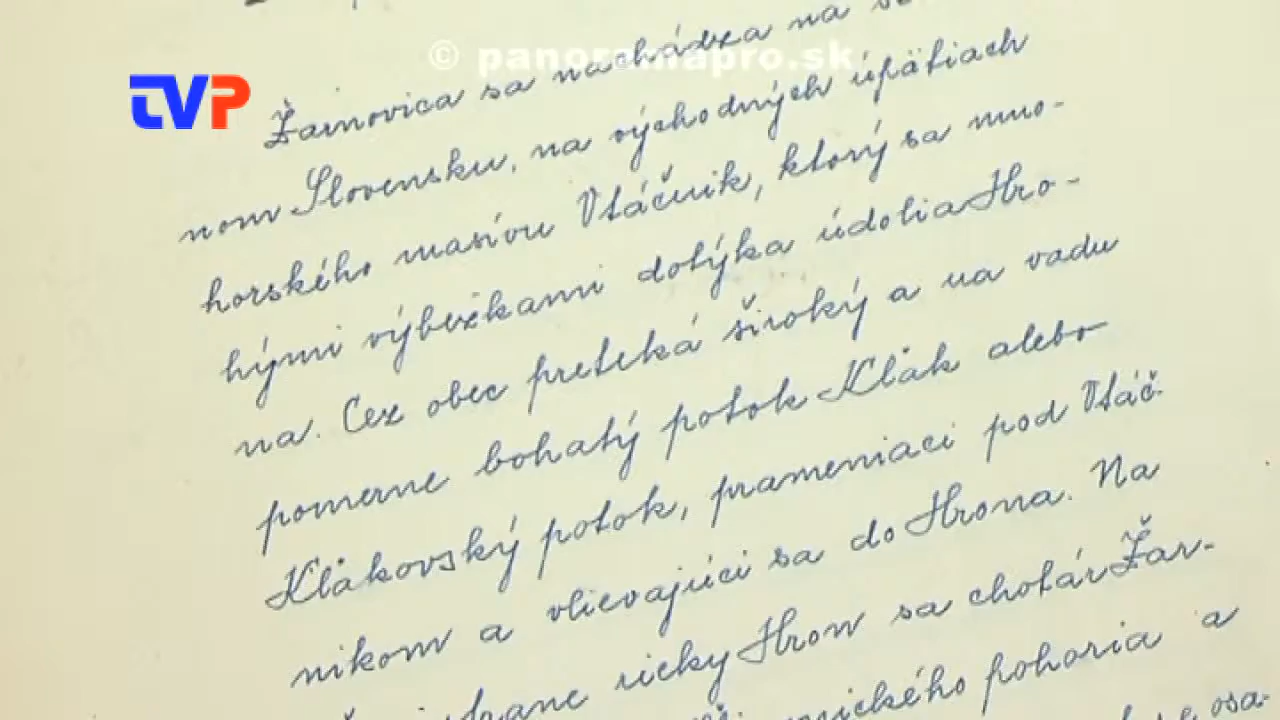 © panoramapro.sk
TVP
Žarnovica sa nachádza na
nom Slovensku, na východných úpätiach
horského masívu Vtáčnik, ktorý sa mno-
hými výbežkami dotýka údolia Hro-
na. Cez obec preteká široký a na vodu
pomerne bohatý potok Kľak alebo
Kľakovský potok, prameniaci pod Vtáč-
nikom a vlievajúci sa do Hrona. Na
rieky Hron sa chotár Žar-
pohoria a
osa-